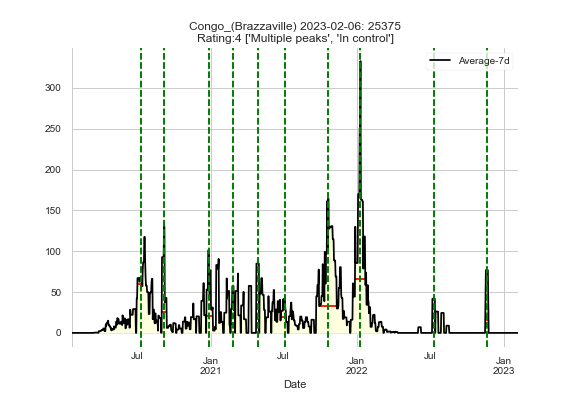 Congo_(Brazzaville) 2023-02-06: 25375
Rating:4 ['Multiple peaks', 'In control']
Average-7d
300
250
200
150
100
50
0
Jul
Jan
2021
Jul
Jan
2022
Jul
Jan
2023
Date